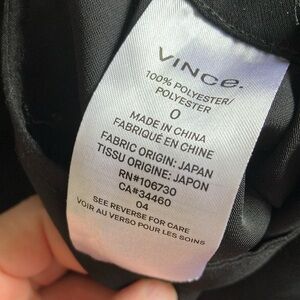 VINCE.
100% POLYESTER/
POLYESTER
0
MADE IN CHINA
FABRIQUÉ EN CHINE
FABRIC ORIGIN: JAPAN
TISSU ORIGINE: JAPON
RN#106730
CA#34460
04
SEE REVERSE FOR CARE
VOIR AU VERSO POUR LES SOINS